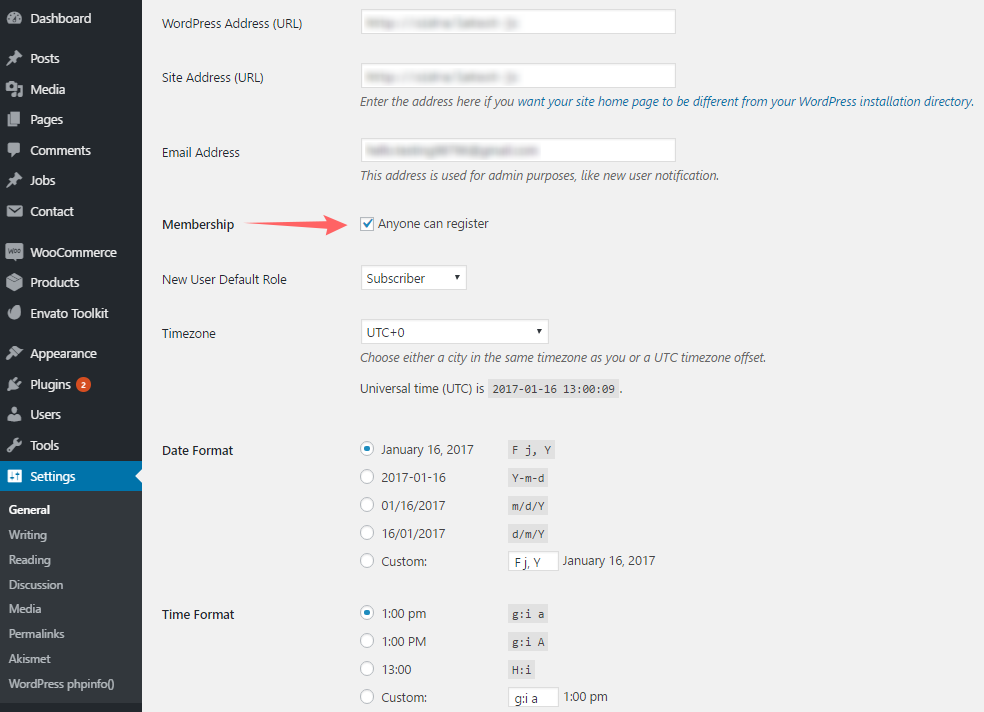 Dashboard
Posts
Media
Pages
Comments
Jobs
Contact
WOO WooCommerce
Products
Envato Toolkit
Appearance
Plugins 2
Users
Tools
Settings
General
Writing
Reading
Discussion
Media
Permalinks
Akismet
WordPress phpinfo()
WordPress Address (URL)
Site Address (URL)
Enter the address here if you want your site home page to be different from your WordPress installation directory.
Email Address
This address is used for admin purposes, like new user notification.
Membership Anyone can register
New User Default Role Subscriber
Timezone UTC+0
Choose either a city in the same timezone as you or a UTC timezone offset.
Universal time (UTC) is 2017-01-16 13:00:09.
Date Format January 16, 2017 F j, Y
2017-01-16 Y-m-d
01/16/2017 m/d/Y
16/01/2017 d/m/Y
Custom: F j, Y January 16, 2017
Time Format 1:00 pm g:i a
1:00 PM g:i A
13:00 H:i
Custom: g:i a 1:00 pm